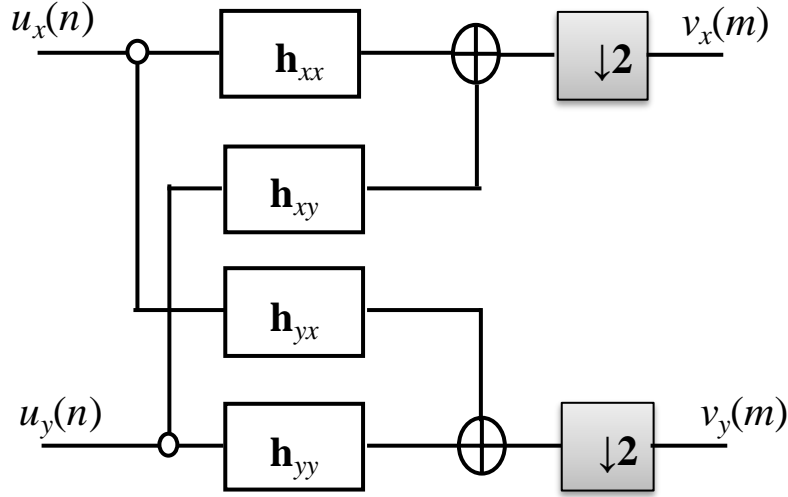 u_x(n)
h_xx
↓2
v_x(m)
h_xy
h_yx
u_y(n)
h_yy
↓2
v_y(m)